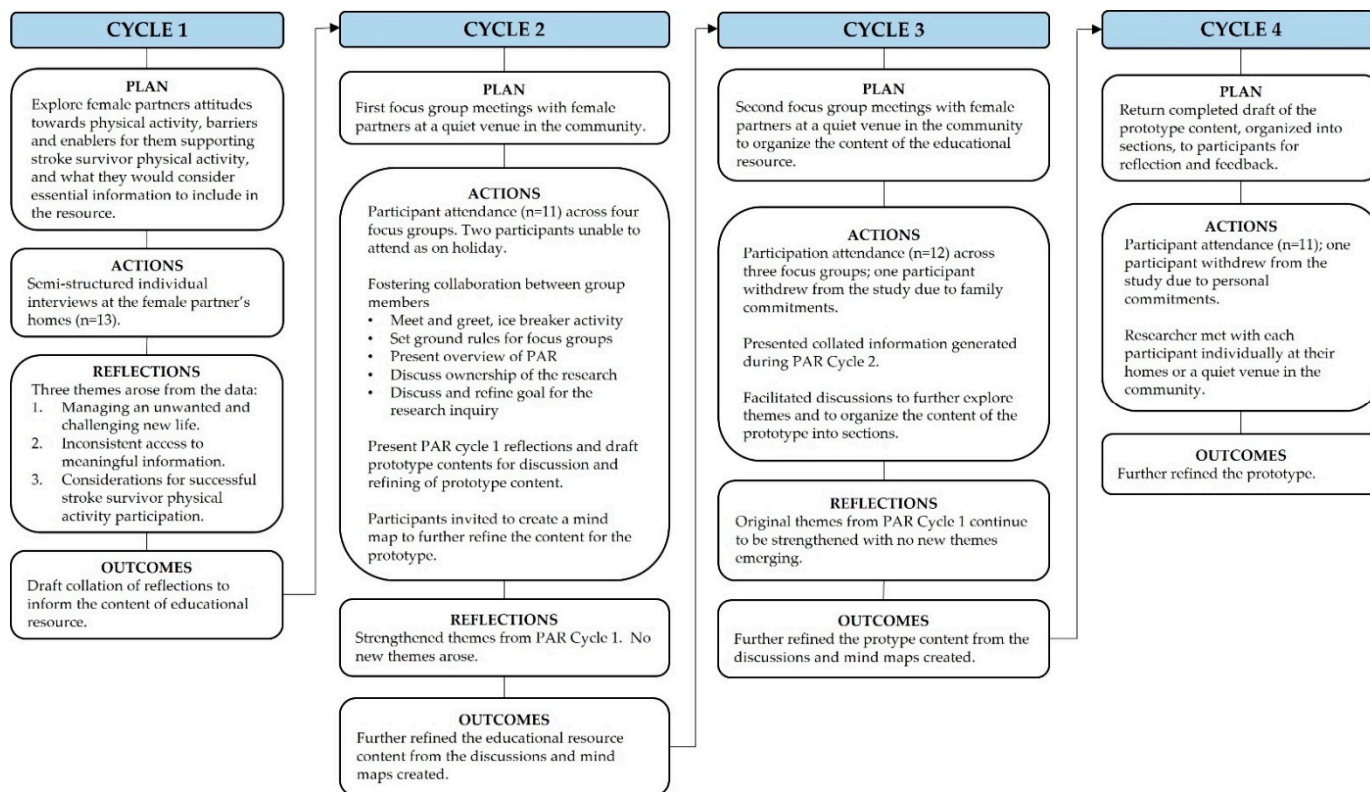 CYCLE 1
PLAN
Explore female partners attitudes
towards physical activity, barriers
and enablers for them supporting
stroke survivor physical activity,
and what they would consider
essential information to include in
the resource.
ACTIONS
Semi-structured individual
interviews at the female partner's
homes (n=13).
REFLECTIONS
Three themes arose from the data:
1. Managing an unwanted and
challenging new life.
2. Inconsistent access to
meaningful information.
3. Considerations for successful
stroke survivor physical
activity participation.
OUTCOMES
Draft collation of reflections to
inform the content of educational
resource.
CYCLE 2
PLAN
First focus group meetings with female
partners at a quiet venue in the community.
ACTIONS
Participant attendance (n=11) across four
focus groups. Two participants unable to
attend as on holiday.
Fostering collaboration between group
members
• Meet and greet, ice breaker activity
• Set ground rules for focus groups
• Present overview of PAR
• Discuss ownership of the research
• Discuss and refine goal for the
research inquiry
Present PAR cycle 1 reflections and draft
prototype contents for discussion and
refining of prototype content.
Participants invited to create a mind
map to further refine the content for the
prototype.
REFLECTIONS
Strengthened themes from PAR Cycle 1. No
new themes arose.
OUTCOMES
Further refined the educational resource
content from the discussions and mind
maps created.
CYCLE 3
PLAN
Second focus group meetings with female
partners at a quiet venue in the community
to organize the content of the educational
resource.
ACTIONS
Participation attendance (n=12) across
three focus groups; one participant
withdrew from the study due to family
commitments.
Presented collated information generated
during PAR Cycle 2.
Facilitated discussions to further explore
themes and to organize the content of the
prototype into sections.
REFLECTIONS
Original themes from PAR Cycle 1 continue
to be strengthened with no new themes
emerging.
OUTCOMES
Further refined the protype content from the
discussions and mind maps created.
CYCLE 4
PLAN
Return completed draft of the
prototype content, organized into
sections, to participants for
reflection and feedback.
ACTIONS
Participant attendance (n=11); one
participant withdrew from the
study due to personal
commitments.
Researcher met with each
participant individually at their
homes or a quiet venue in the
community.
OUTCOMES
Further refined the prototype.